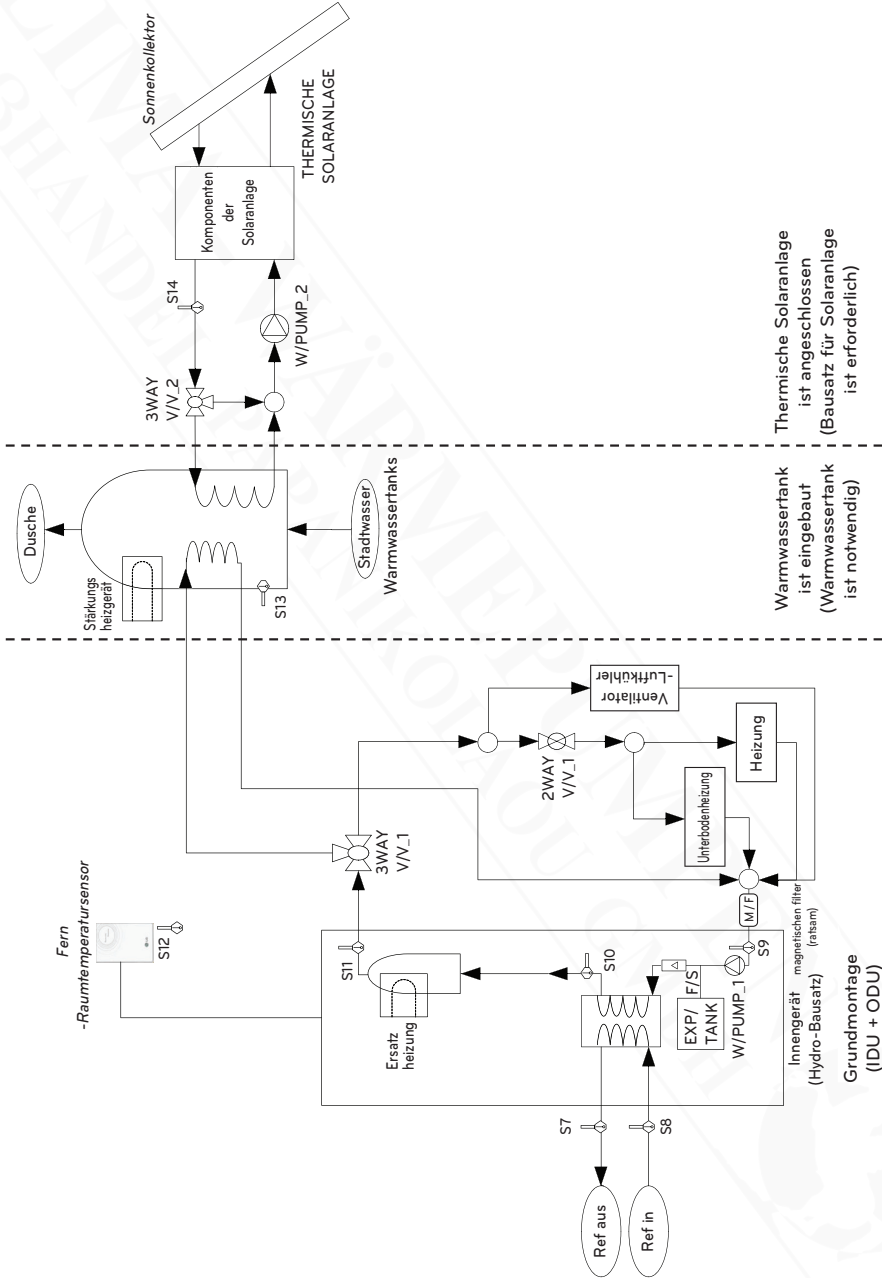 Fern
-Raumtemperatursensor
S12
Innengerät
(Hydro-Bausatz)
Grundmontage
(IDU + ODU)
Ref aus
Ref in
S7
S8
Ersatz
heizung
S11
S10
EXP/
TANK
F/S
W/PUMP_1
S9
M/F
magnetischen filter
(ratsam)
3WAY
V/V_1
2WAY
V/V_1
Unterbodenheizung
Heizung
Ventilator
-Luftkühler
Dusche
Stärkungs
heizgerät
S13
Stadtwasser
Warmwassertanks
Warmwassertank
ist eingebaut
(Warmwassertank
ist notwendig)
3WAY
V/V_2
S14
W/PUMP_2
Komponenten
der
Solaranlage
Sonnenkollektor
THERMISCHE
SOLARANLAGE
Thermische Solaranlage
ist angeschlossen
(Bausatz für Solaranlage
ist erforderlich)